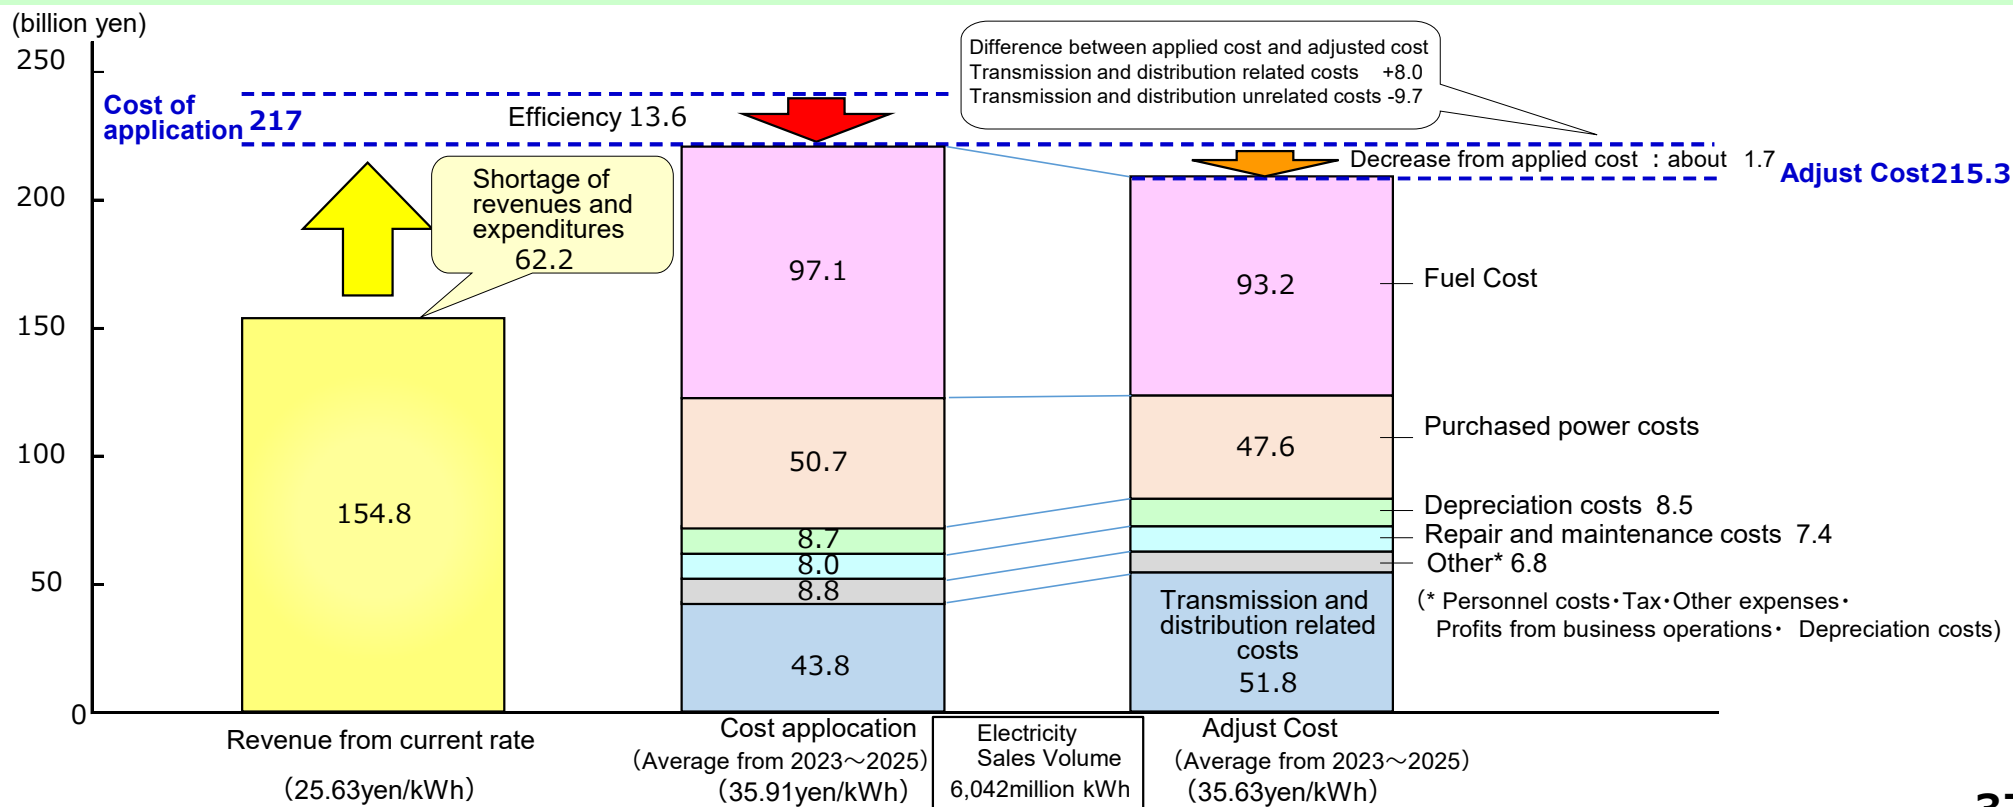 (billion yen)
250
200
150
100
50
0
Cost of
application 217
Efficiency 13.6
Difference between applied cost and adjusted cost
Transmission and distribution related costs +8.0
Transmission and distribution unrelated costs -9.7
Decrease from applied cost : about 1.7
Adjust Cost215.3
Shortage of
revenues and
expenditures
62.2
154.8
97.1
50.7
8.7
8.0
8.8
43.8
93.2
47.6
Transmission and
distribution related
costs
51.8
Fuel Cost
Purchased power costs
Depreciation costs 8.5
Repair and maintenance costs 7.4
Other* 6.8
(* Personnel costs・Tax・Other expenses・
Profits from business operations・ Depreciation costs)
Revenue from current rate
（25.63yen/kWh）
Cost applocation
（Average from 2023～2025）
（35.91yen/kWh）
Electricity
Sales Volume
6,042million kWh
Adjust Cost
（Average from 2023～2025）
（35.63yen/kWh）